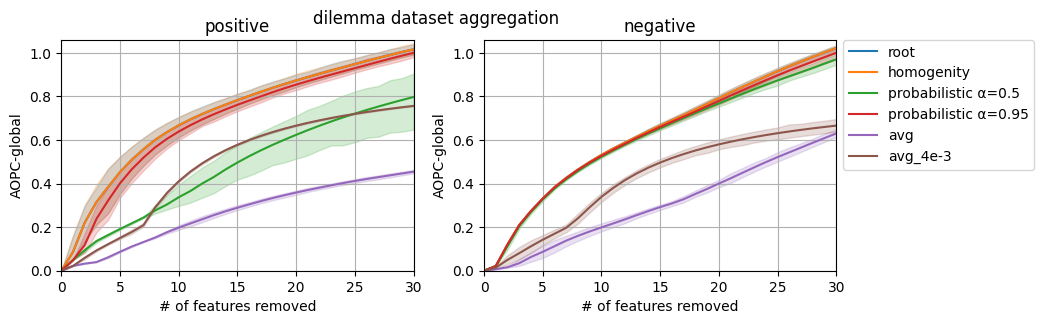 dilemma dataset aggregation
positive
negative
AOPC-global
1.0
0.8
0.6
0.4
0.2
0.0
0 5 10 15 20 25 30
# of features removed
AOPC-global
1.0
0.8
0.6
0.4
0.2
0.0
0 5 10 15 20 25 30
# of features removed
root
homogenity
probabilistic α=0.5
probabilistic α=0.95
avg
avg_4e-3